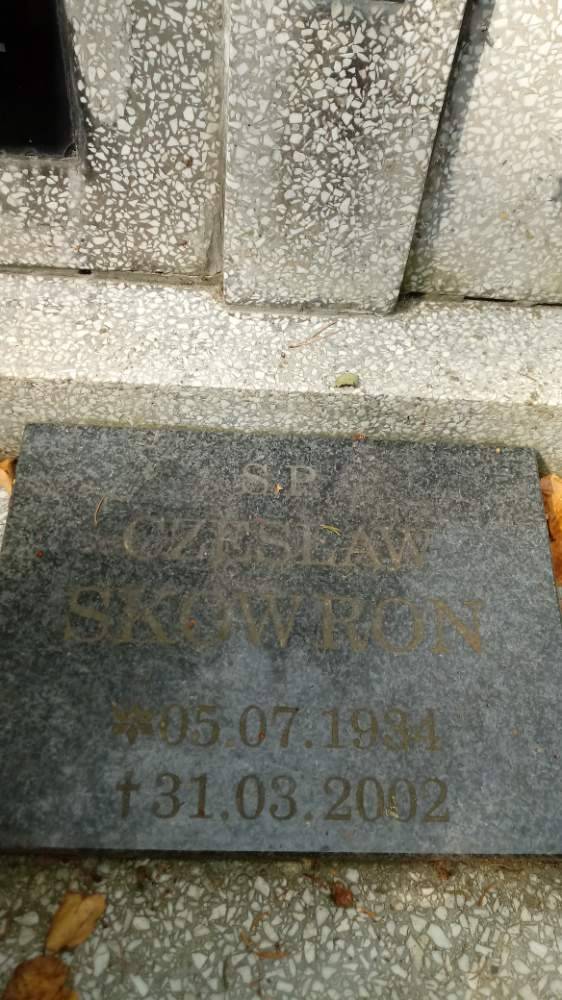 Ś.P.
CZESŁAW
SKOWRON
*05.07.1934
†31.03.2002